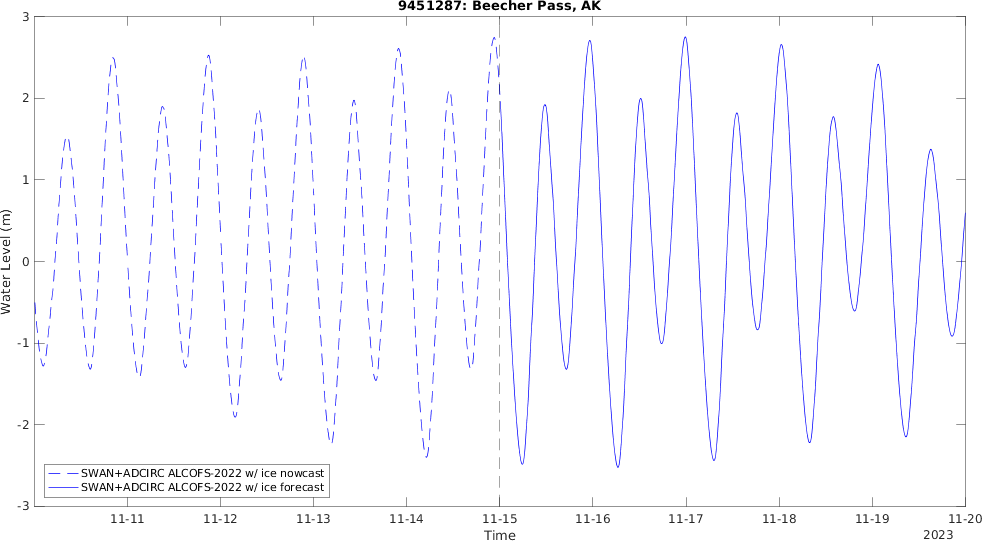 9451287: Beecher Pass, AK
Water Level (m)
3
2
1
0
-1
-2
-3
SWAN+ADCIRC ALCOFS-2022 w/ ice nowcast
SWAN+ADCIRC ALCOFS-2022 w/ ice forecast
11-11 11-12 11-13 11-14 11-15 11-16 11-17 11-18 11-19 11-20
Time
2023